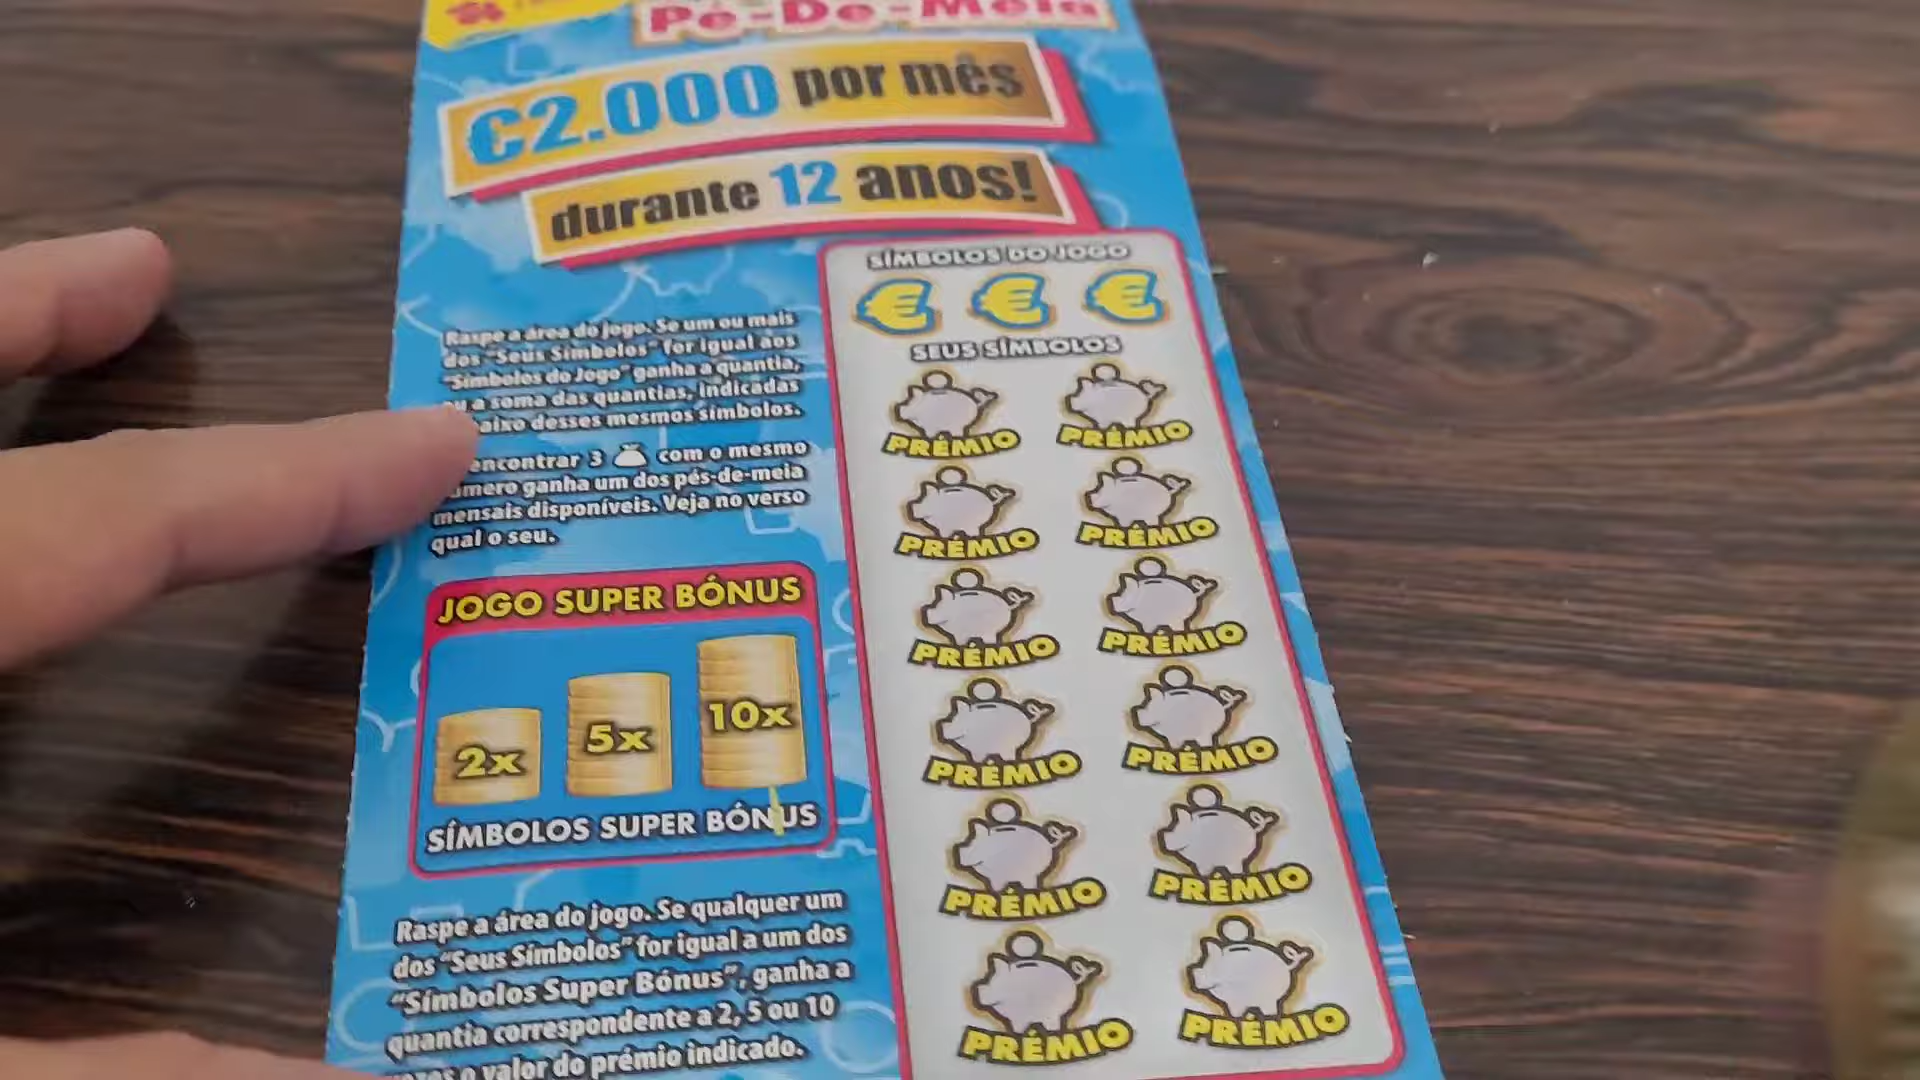 Pé-De-Meia
€2.000 por mês
durante 12 anos!
Raspe a área do jogo. Se um ou mais
dos "Seus Símbolos" for igual aos
"Símbolos do Jogo" ganha a quantia,
a soma das quantias, indicadas
desses mesmos símbolos.
encontrar 3 com o mesmo
ganha um dos pés-de-meia
mensais disponíveis. Veja no verso
qual o seu.
JOGO SUPER BÓNUS
2x 5x 10x
SÍMBOLOS SUPER BÓNUS
Raspe a área do jogo. Se qualquer um
dos "Seus Símbolos" for igual a um dos
"Símbolos Super Bónus", ganha a
quantia correspondente a 2, 5 ou 10
o valor do prémio indicado.
SÍMBOLOS DO JOGO
€ € €
SEUS SÍMBOLOS
PRÉMIO PRÉMIO
PRÉMIO PRÉMIO
PRÉMIO PRÉMIO
PRÉMIO PRÉMIO
PRÉMIO PRÉMIO
PRÉMIO PRÉMIO